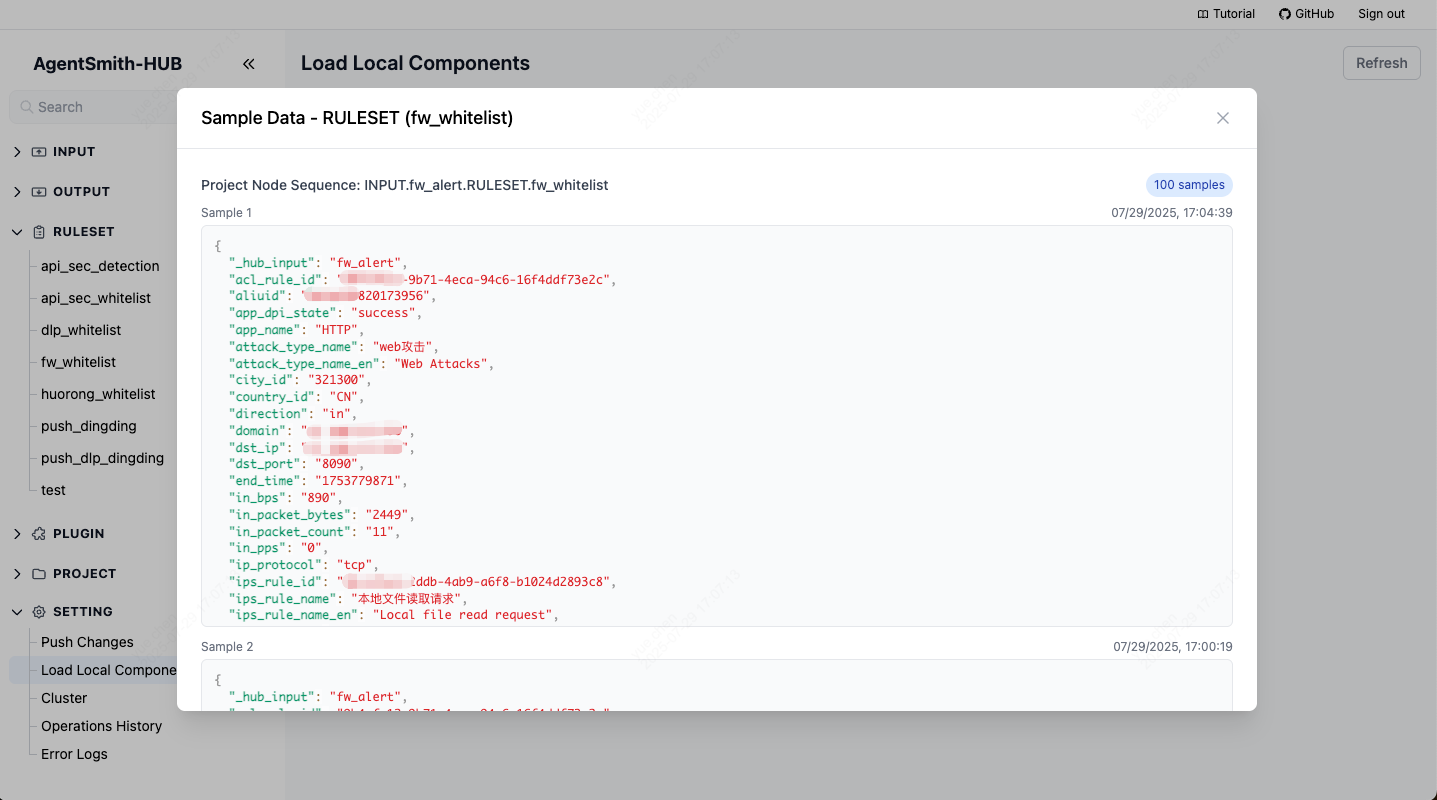 Tutorial GitHub Sign out
AgentSmith-HUB
Load Local Components
Refresh
Search
INPUT
OUTPUT
RULESET
api_sec_detection
api_sec_whitelist
dlp_whitelist
fw_whitelist
huorong_whitelist
push_dingding
push_dlp_dingding
test
PLUGIN
PROJECT
SETTING
Push Changes
Load Local Compone
Cluster
Operations History
Error Logs
Sample Data - RULESET (fw_whitelist)
Project Node Sequence: INPUT.fw_alert.RULESET.fw_whitelist
100 samples
Sample 1
07/29/2025, 17:04:39
{
"_hub_input": "fw_alert",
"acl_rule_id": "-9b71-4eca-94c6-16f4ddf73e2c",
"aliuid": "820173956",
"app_dpi_state": "success",
"app_name": "HTTP",
"attack_type_name": "web攻击",
"attack_type_name_en": "Web Attacks",
"city_id": "321300",
"country_id": "CN",
"direction": "in",
"domain": "",
"dst_ip": "",
"dst_port": "8090",
"end_time": "1753779871",
"in_bps": "890",
"in_packet_bytes": "2449",
"in_packet_count": "11",
"in_pps": "0",
"ip_protocol": "tcp",
"ips_rule_id": "ddb-4ab9-a6f8-b1024d2893c8",
"ips_rule_name": "本地文件读取请求",
"ips_rule_name_en": "Local file read request",
Sample 2
07/29/2025, 17:00:19
{
"_hub_input": "fw_alert",